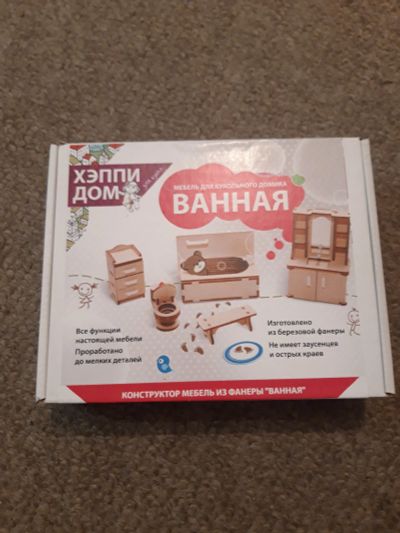 ХЭППИ
ДОМ
МЕБЕЛЬ ДЛЯ КУКОЛЬНОГО ДОМИКА
ВАННАЯ
Все функции
настоящей мебели
Проработано
до мелких деталей
Изготовлено
из березовой фанеры
Не имеет заусенцев
и острых краев
КОНСТРУКТОР МЕБЕЛЬ ИЗ ФАНЕРЫ "ВАННАЯ"